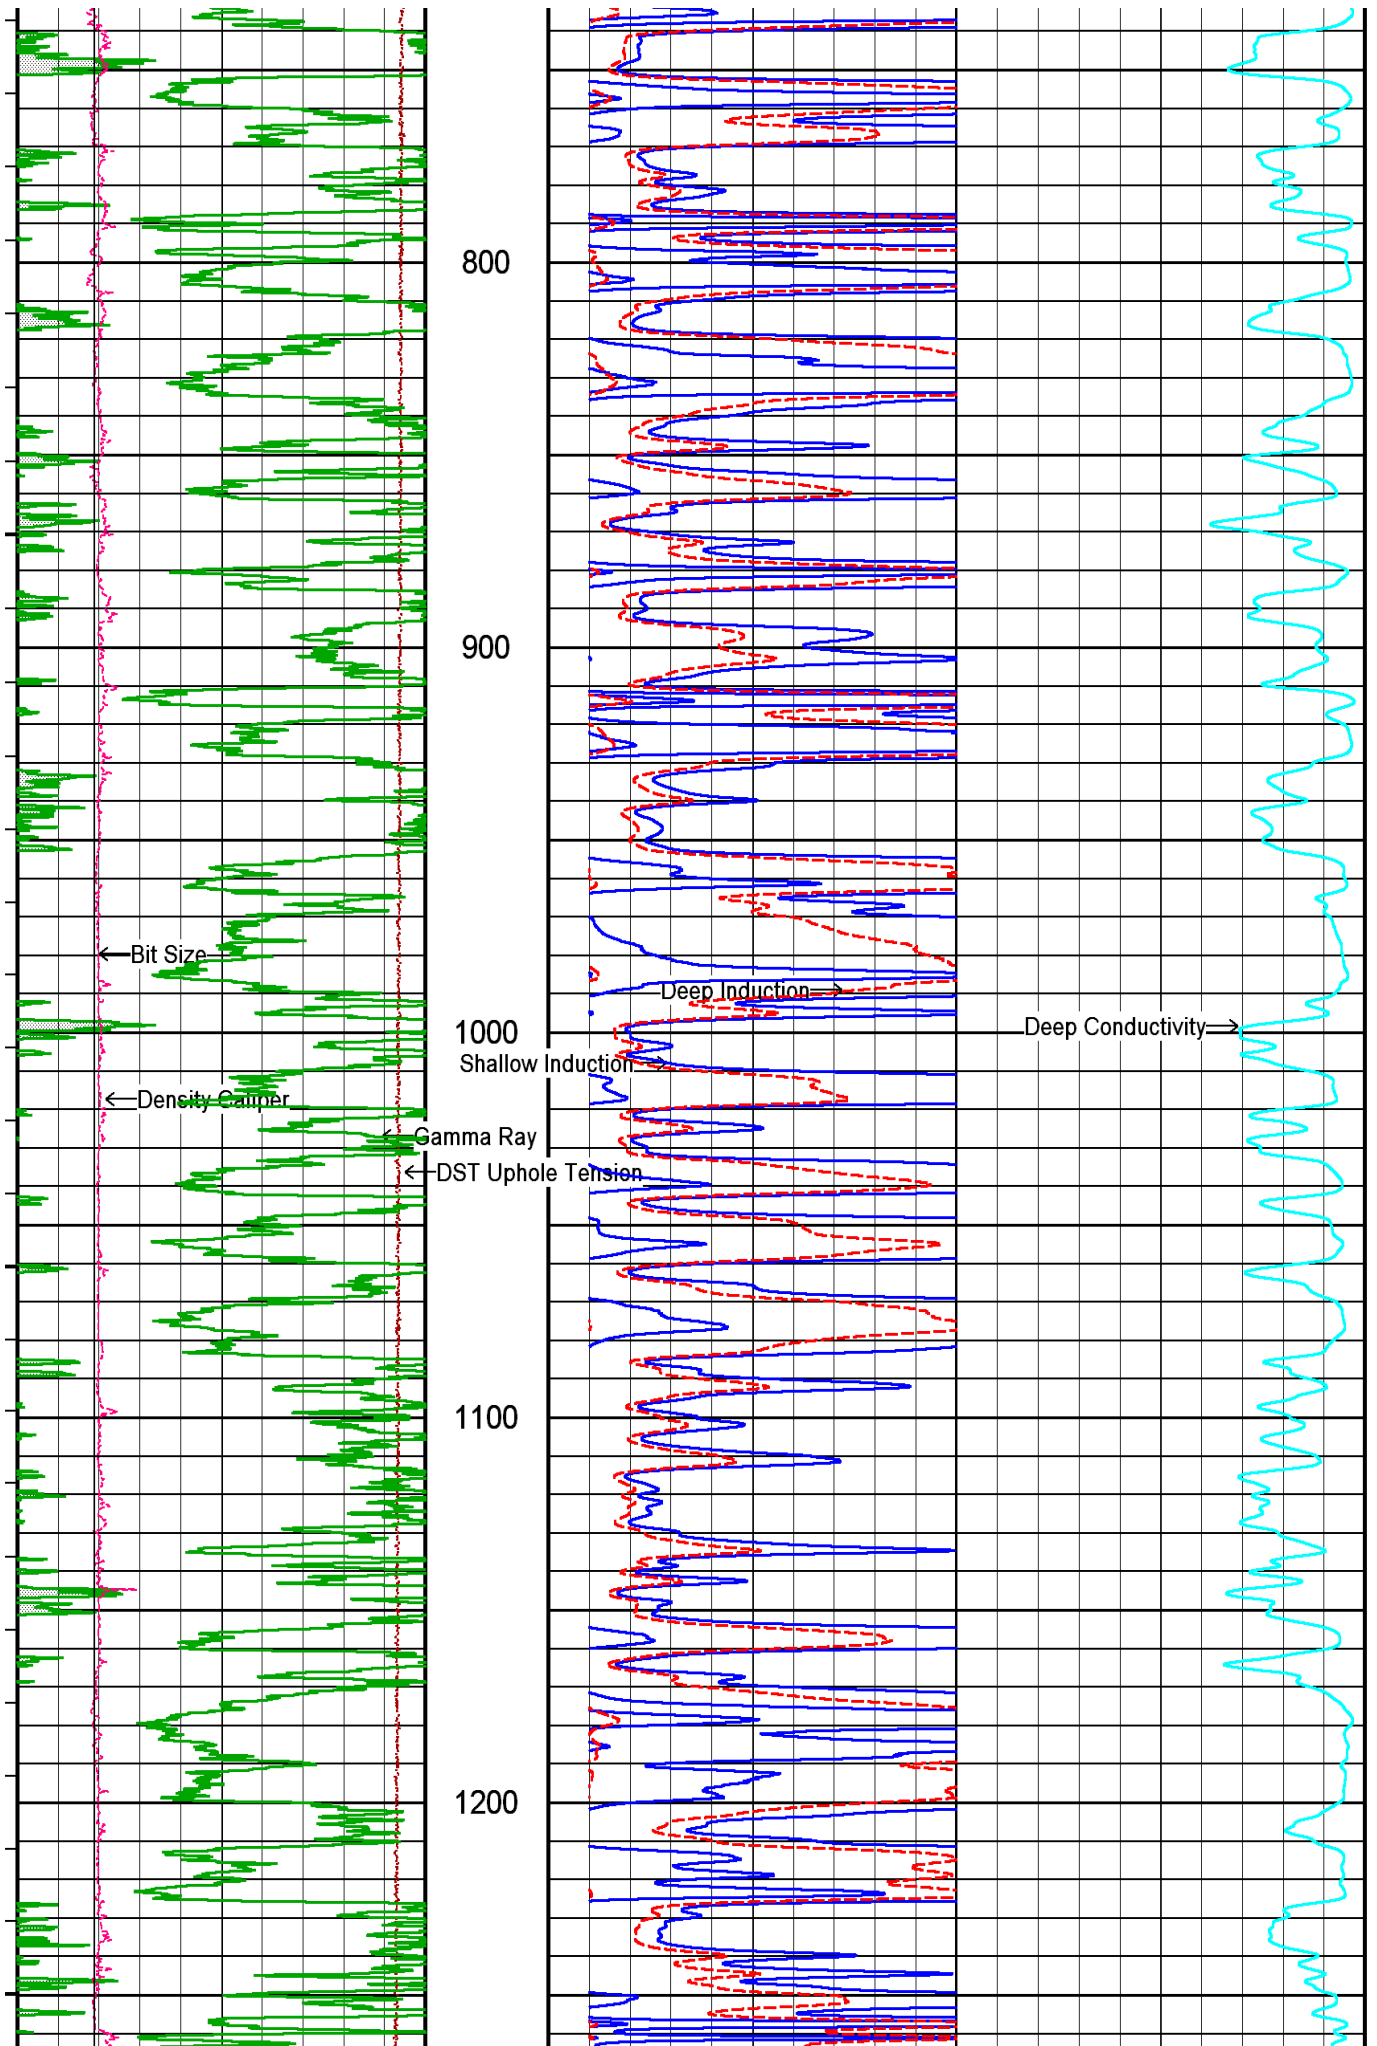 800
900
Bit Size
Deep Induction
1000
Deep Conductivity
Shallow Induction
Density Caliper
Gamma Ray
DST Uphole Tension
1100
1200